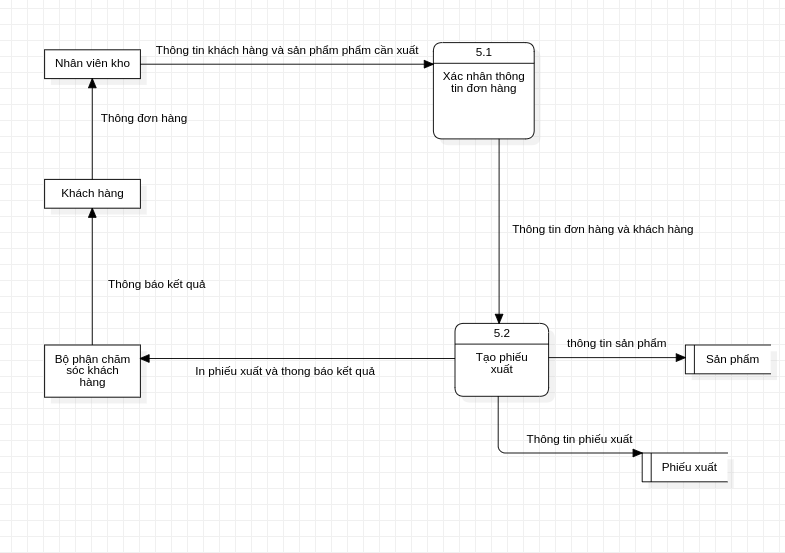 Thông tin khách hàng và sản phẩm phẩm cần xuất
5.1
Nhân viên kho
Xác nhân thông
tin đơn hàng
Thông đơn hàng
Khách hàng
Thông tin đơn hàng và khách hàng
Thông báo kết quả
5.2
thông tin sản phẩm
Bộ phận chăm
sóc khách
hàng
Tạo phiếu
xuất
Sản phẩm
In phiếu xuất và thong báo kết quả
Thông tin phiếu xuất
Phiếu xuất